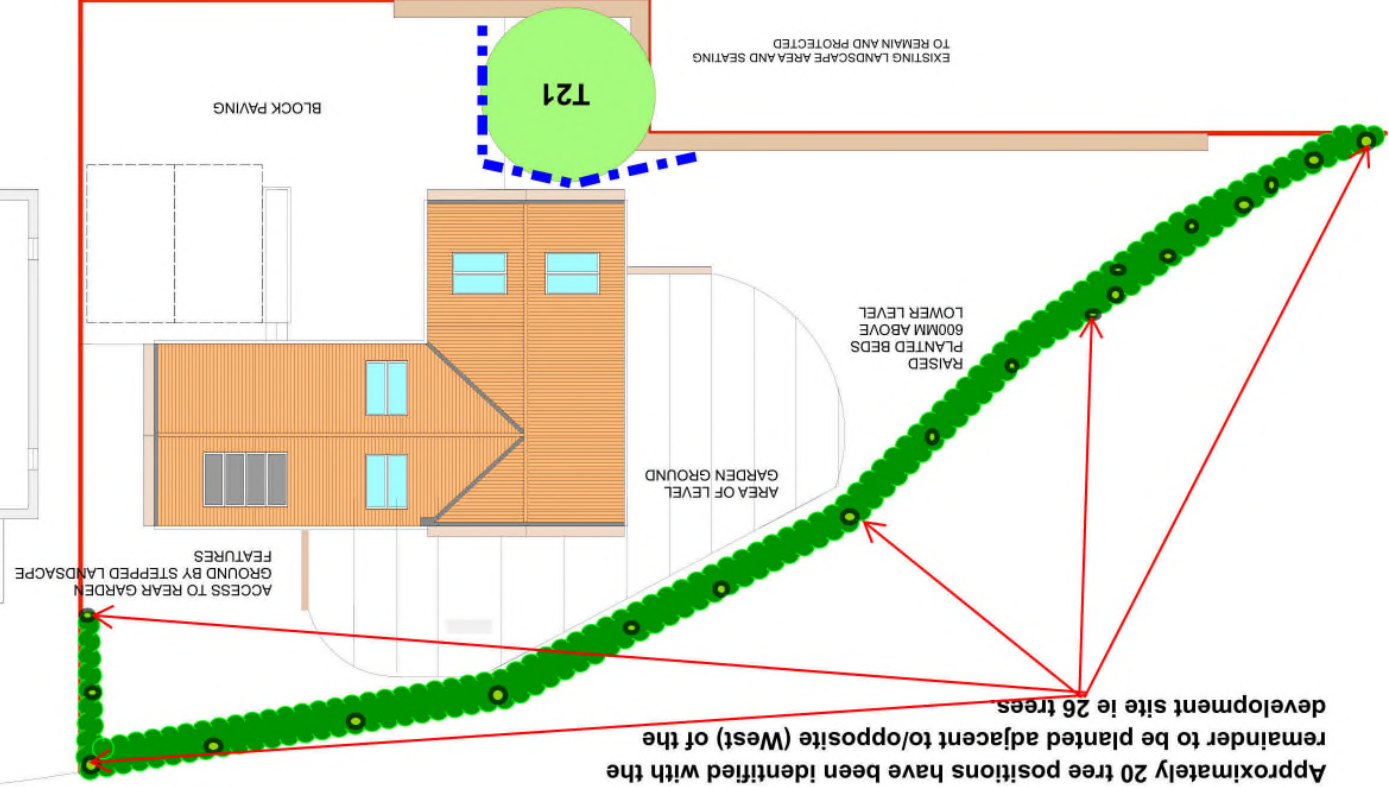 Approximately 20 tree positions have been identitified with the
remainder to be planted adjacent to/opposite (West) of the
development site ie 26 trees.
ACCESS TO REAR GARDEN
GROUND BY STEPPED LANDSACPE
FEATURES
AREA OF LEVEL
GARDEN GROUND
RAISED
PLANTED BEDS
600MM ABOVE
LOWER LEVEL
BLOCK PAVING
T21
EXISTING LANDSCAPE AREA AND SEATING
TO REMAIN AND PROTECTED